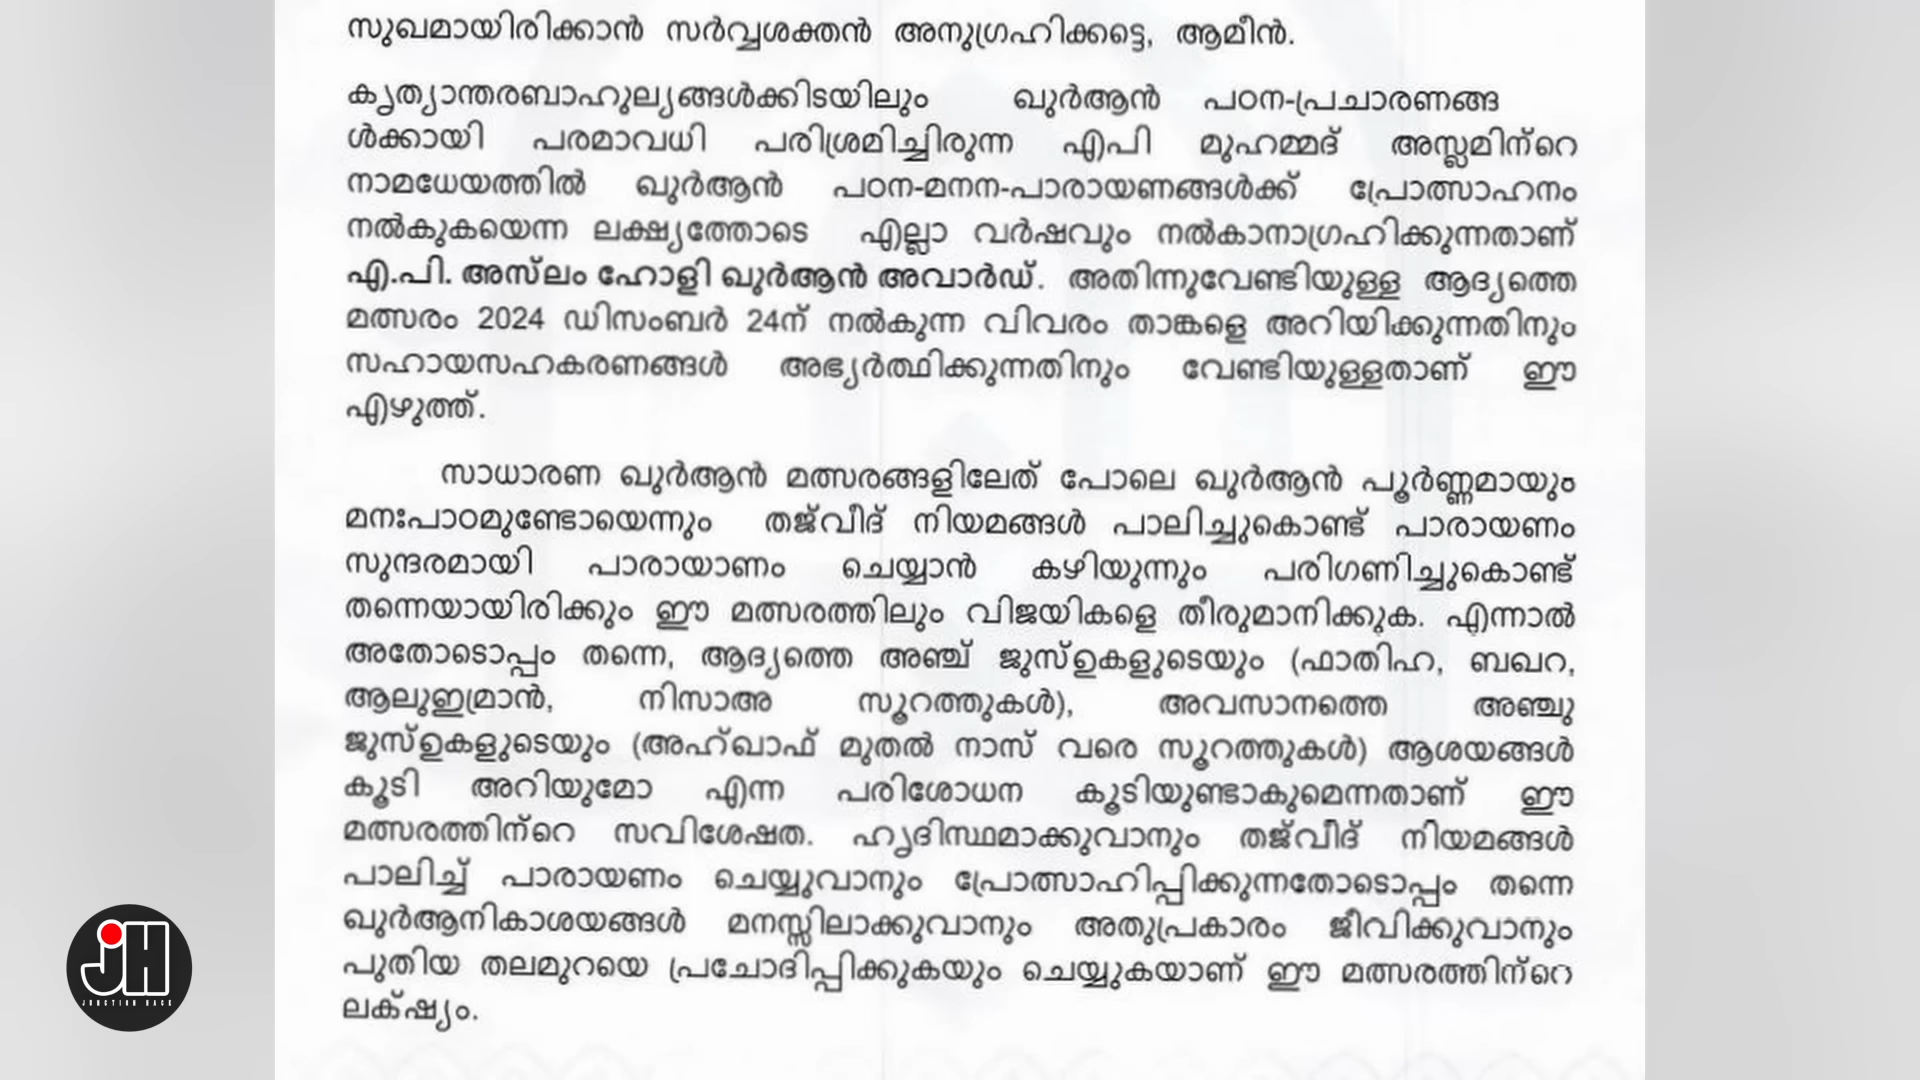 സുഖമായിരിക്കാൻ സർവ്വശക്തൻ അനുഗ്രഹിക്കട്ടെ, ആമീൻ.
കൃത്യാന്തരബാഹുല്യങ്ങൾക്കിടയിലും ഖുർആൻ പഠന-പ്രചാരണങ്ങ
ൾക്കായി പരമാവധി പരിശ്രമിച്ചിരുന്ന എപി മുഹമ്മദ് അസ്ലമിന്റെ
നാമധേയത്തിൽ ഖുർആൻ പഠന-മനന-പാരായണങ്ങൾക്ക് പ്രോത്സാഹനം
നൽകുകയെന്ന ലക്ഷ്യത്തോടെ എല്ലാ വർഷവും നൽകാനാഗ്രഹിക്കുന്നതാണ്
എ.പി. അസ്‌ലം ഹോളി ഖുർആൻ അവാർഡ്. അതിന്നുവേണ്ടിയുള്ള ആദ്യത്തെ
മത്സരം 2024 ഡിസംബർ 24ന് നൽകുന്ന വിവരം താങ്കളെ അറിയിക്കുന്നതിനും
സഹായസഹകരണങ്ങൾ അഭ്യർത്ഥിക്കുന്നതിനും വേണ്ടിയുള്ളതാണ് ഈ
എഴുത്ത്.
സാധാരണ ഖുർആൻ മത്സരങ്ങളിലേത് പോലെ ഖുർആൻ പൂർണ്ണമായും
മനഃപാഠമുണ്ടോയെന്നും തജ്‌വീദ് നിയമങ്ങൾ പാലിച്ചുകൊണ്ട് പാരായണം
സുന്ദരമായി പാരായാണം ചെയ്യാൻ കഴിയുന്നും പരിഗണിച്ചുകൊണ്ട്
തന്നെയായിരിക്കും ഈ മത്സരത്തിലും വിജയികളെ തീരുമാനിക്കുക. എന്നാൽ
അതോടൊപ്പം തന്നെ, ആദ്യത്തെ അഞ്ച് ജുസ്ഉകളുടെയും (ഫാതിഹ, ബഖറ,
ആലുഇമ്രാൻ, നിസാഅ സൂറത്തുകൾ), അവസാനത്തെ അഞ്ചു
ജുസ്ഉകളുടെയും (അഹ്ഖാഫ് മുതൽ നാസ് വരെ സൂറത്തുകൾ) ആശയങ്ങൾ
കൂടി അറിയുമോ എന്ന പരിശോധന കൂടിയുണ്ടാകുമെന്നതാണ് ഈ
മത്സരത്തിന്റെ സവിശേഷത. ഹൃദിസ്ഥമാക്കുവാനും തജ്‌വീദ് നിയമങ്ങൾ
പാലിച്ച് പാരായണം ചെയ്യുവാനും പ്രോത്സാഹിപ്പിക്കുന്നതോടൊപ്പം തന്നെ
ഖുർആനികാശയങ്ങൾ മനസ്സിലാക്കുവാനും അതുപ്രകാരം ജീവിക്കുവാനും
പുതിയ തലമുറയെ പ്രചോദിപ്പിക്കുകയും ചെയ്യുകയാണ് ഈ മത്സരത്തിന്റെ
ലക്‌ഷ്യം.
JH
JUNCTION HACK